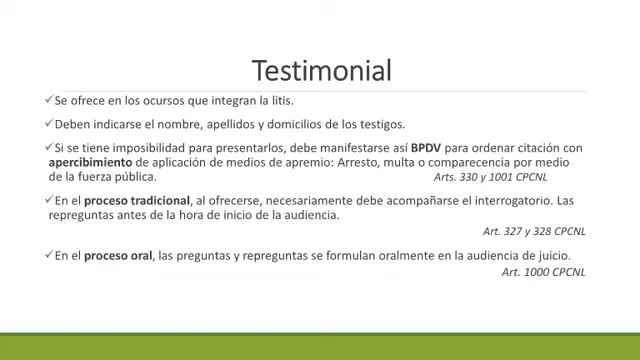 Testimonial
✓Se ofrece en los ocursos que integran la litis.
✓Deben indicarse el nombre, apellidos y domicilios de los testigos.
✓Si se tiene imposibilidad para presentarlos, debe manifestarse así BPDV para ordenar citación con
apercibimiento de aplicación de medios de apremio: Arresto, multa o comparecencia por medio
de la fuerza pública. Arts. 330 y 1001 CPCNL
✓En el proceso tradicional, al ofrecerse, necesariamente debe acompañarse el interrogatorio. Las
repreguntas antes de la hora de inicio de la audiencia.
Art. 327 y 328 CPCNL
✓En el proceso oral, las preguntas y repreguntas se formulan oralmente en la audiencia de juicio.
Art. 1000 CPCNL